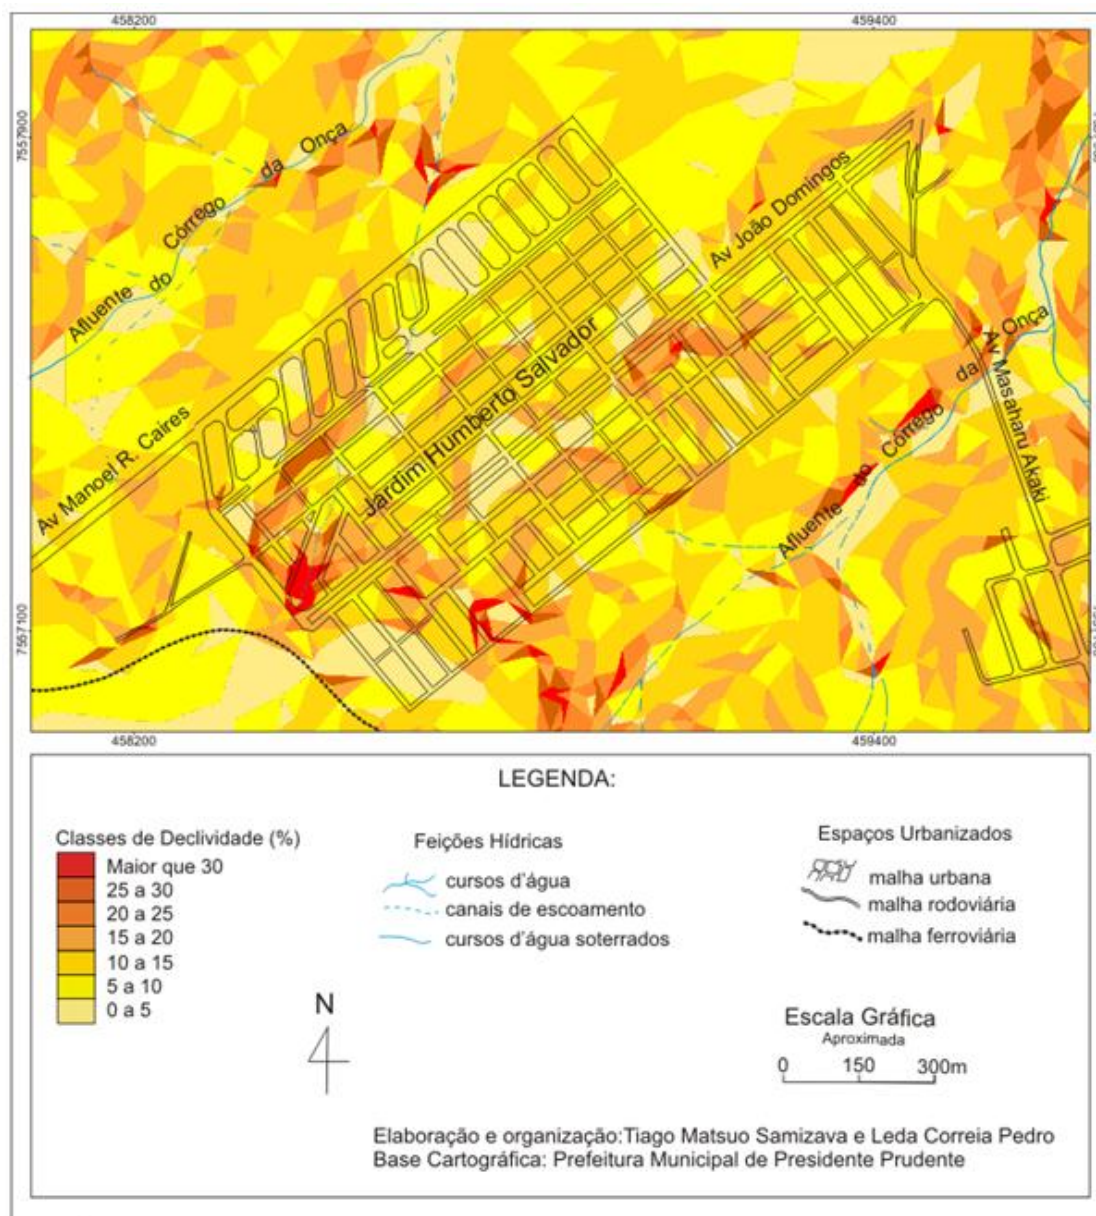 458200
459400
7557900
Afluente do Córrego da Onça
Av João Domingos
Jardim Humberto Salvador
Av Manoel R. Caires
Afluente do Córrego da Onça
Av Masaharu Akaki
7557100
458200
459400
LEGENDA:
Classes de Declividade (%)
Maior que 30
25 a 30
20 a 25
15 a 20
10 a 15
5 a 10
0 a 5
Feições Hídricas
cursos d'água
canais de escoamento
cursos d'água soterrados
Espaços Urbanizados
malha urbana
malha rodoviária
malha ferroviária
N
Escala Gráfica
Aproximada
0 150 300m
Elaboração e organização:Tiago Matsuo Samizava e Leda Correia Pedro
Base Cartográfica: Prefeitura Municipal de Presidente Prudente